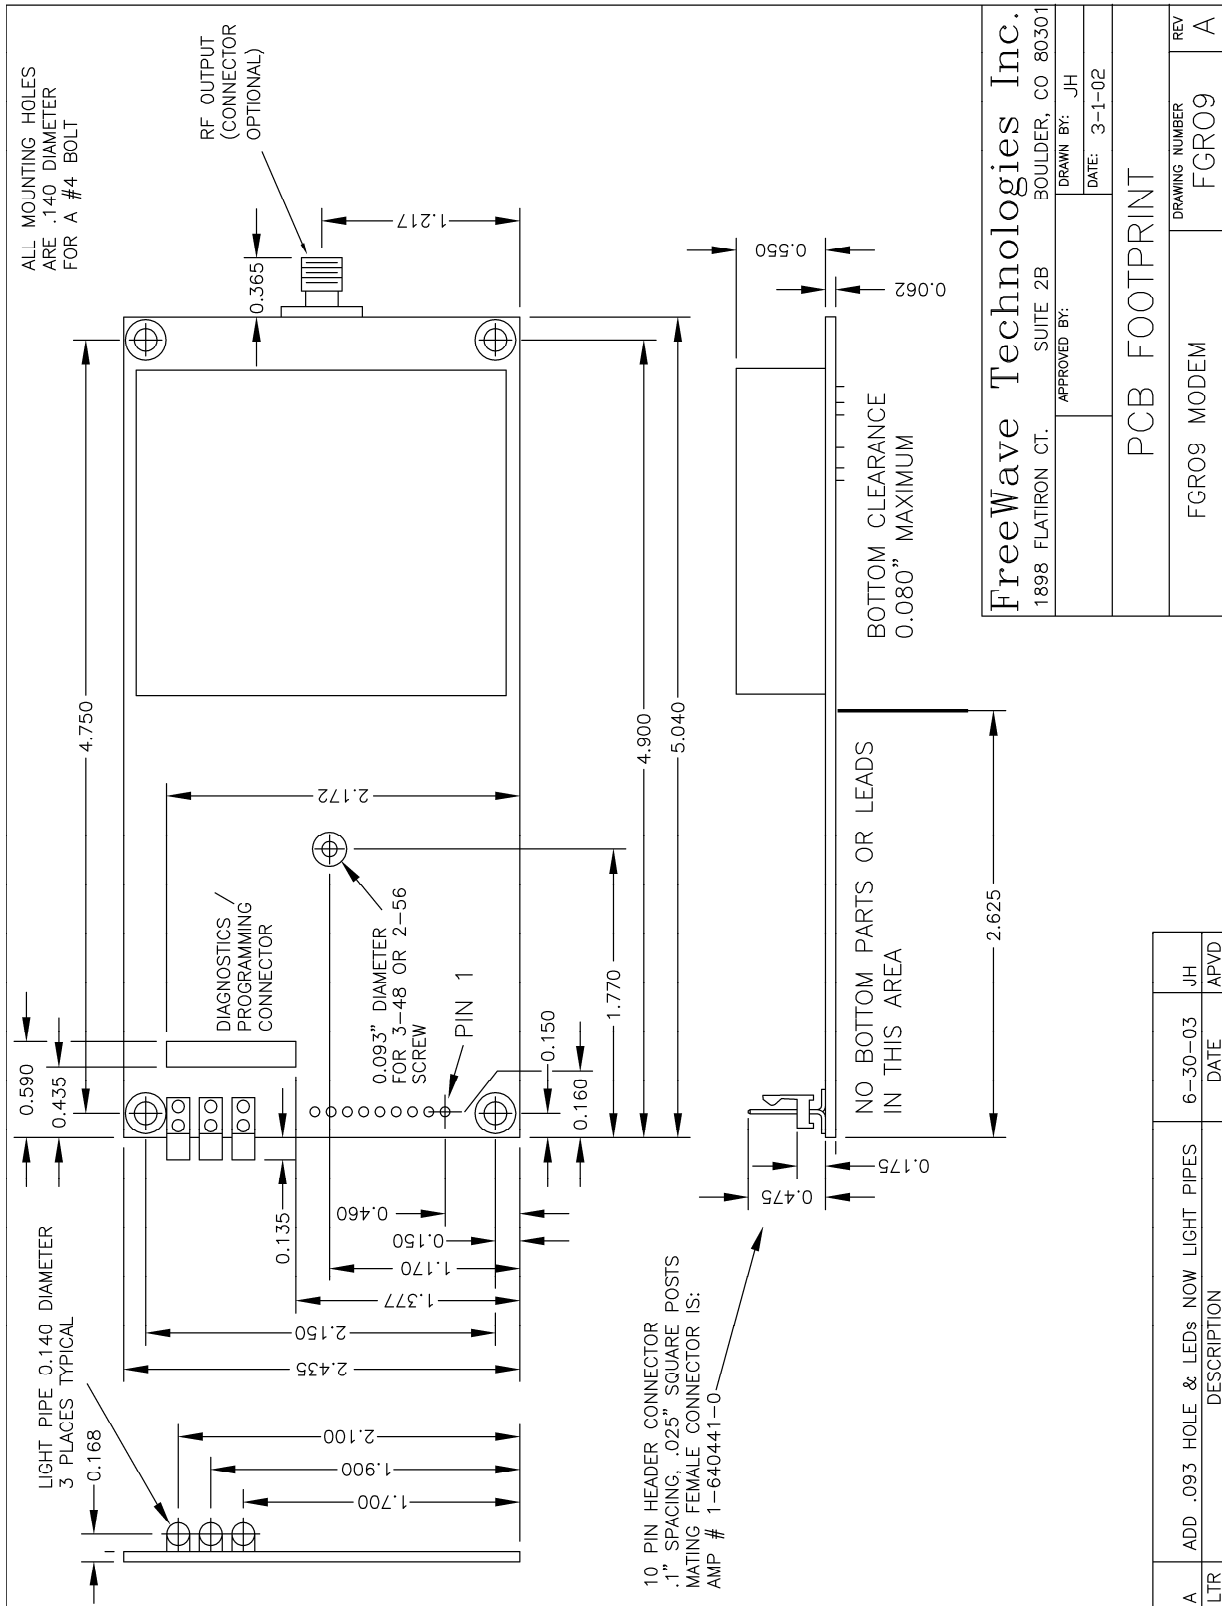 ALL MOUNTING HOLES
ARE .140 DIAMETER
FOR A #4 BOLT
RF OUTPUT
(CONNECTOR
OPTIONAL)
LIGHT PIPE 0.140 DIAMETER
3 PLACES TYPICAL
0.168
2.100
1.900
1.700
0.590
0.435
4.750
0.365
1.217
2.172
DIAGNOSTICS /
PROGRAMMING
CONNECTOR
0.093" DIAMETER
FOR 3-48 OR 2-56
SCREW
PIN 1
0.135
0.460
0.150
1.170
1.377
2.150
2.435
0.150
0.160
1.770
4.900
5.040
10 PIN HEADER CONNECTOR
.1" SPACING, .025" SQUARE POSTS
MATING FEMALE CONNECTOR IS:
AMP # 1-640441-0
0.475
0.175
0.550
0.062
NO BOTTOM PARTS OR LEADS
IN THIS AREA
BOTTOM CLEARANCE
0.080" MAXIMUM
2.625
FreeWave Technologies Inc.
1898 FLATIRON CT. SUITE 2B BOULDER, CO 80301
APPROVED BY:
DRAWN BY: JH
DATE: 3-1-02
PCB FOOTPRINT
FGR09 MODEM
DRAWING NUMBER
FGR09
REV
A
A ADD .093 HOLE & LEDs NOW LIGHT PIPES 6-30-03 JH
LTR DESCRIPTION DATE APVD